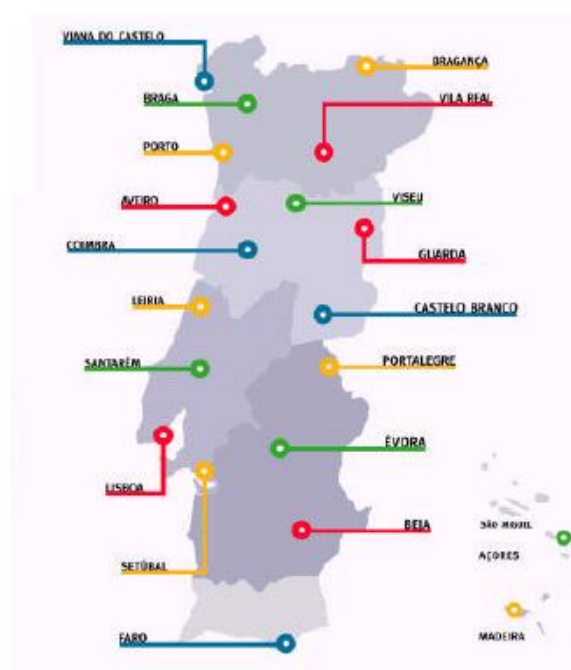 VIANA DO CASTELO
BRAGANÇA
BRAGA
VILA REAL
PORTO
AVEIRO
VISEU
COIMBRA
GUARDA
LEIRIA
CASTELO BRANCO
SANTARÉM
PORTALEGRE
ÉVORA
LISBOA
BEJA
SÃO MIGUEL
AÇORES
SETÚBAL
FARO
MADEIRA